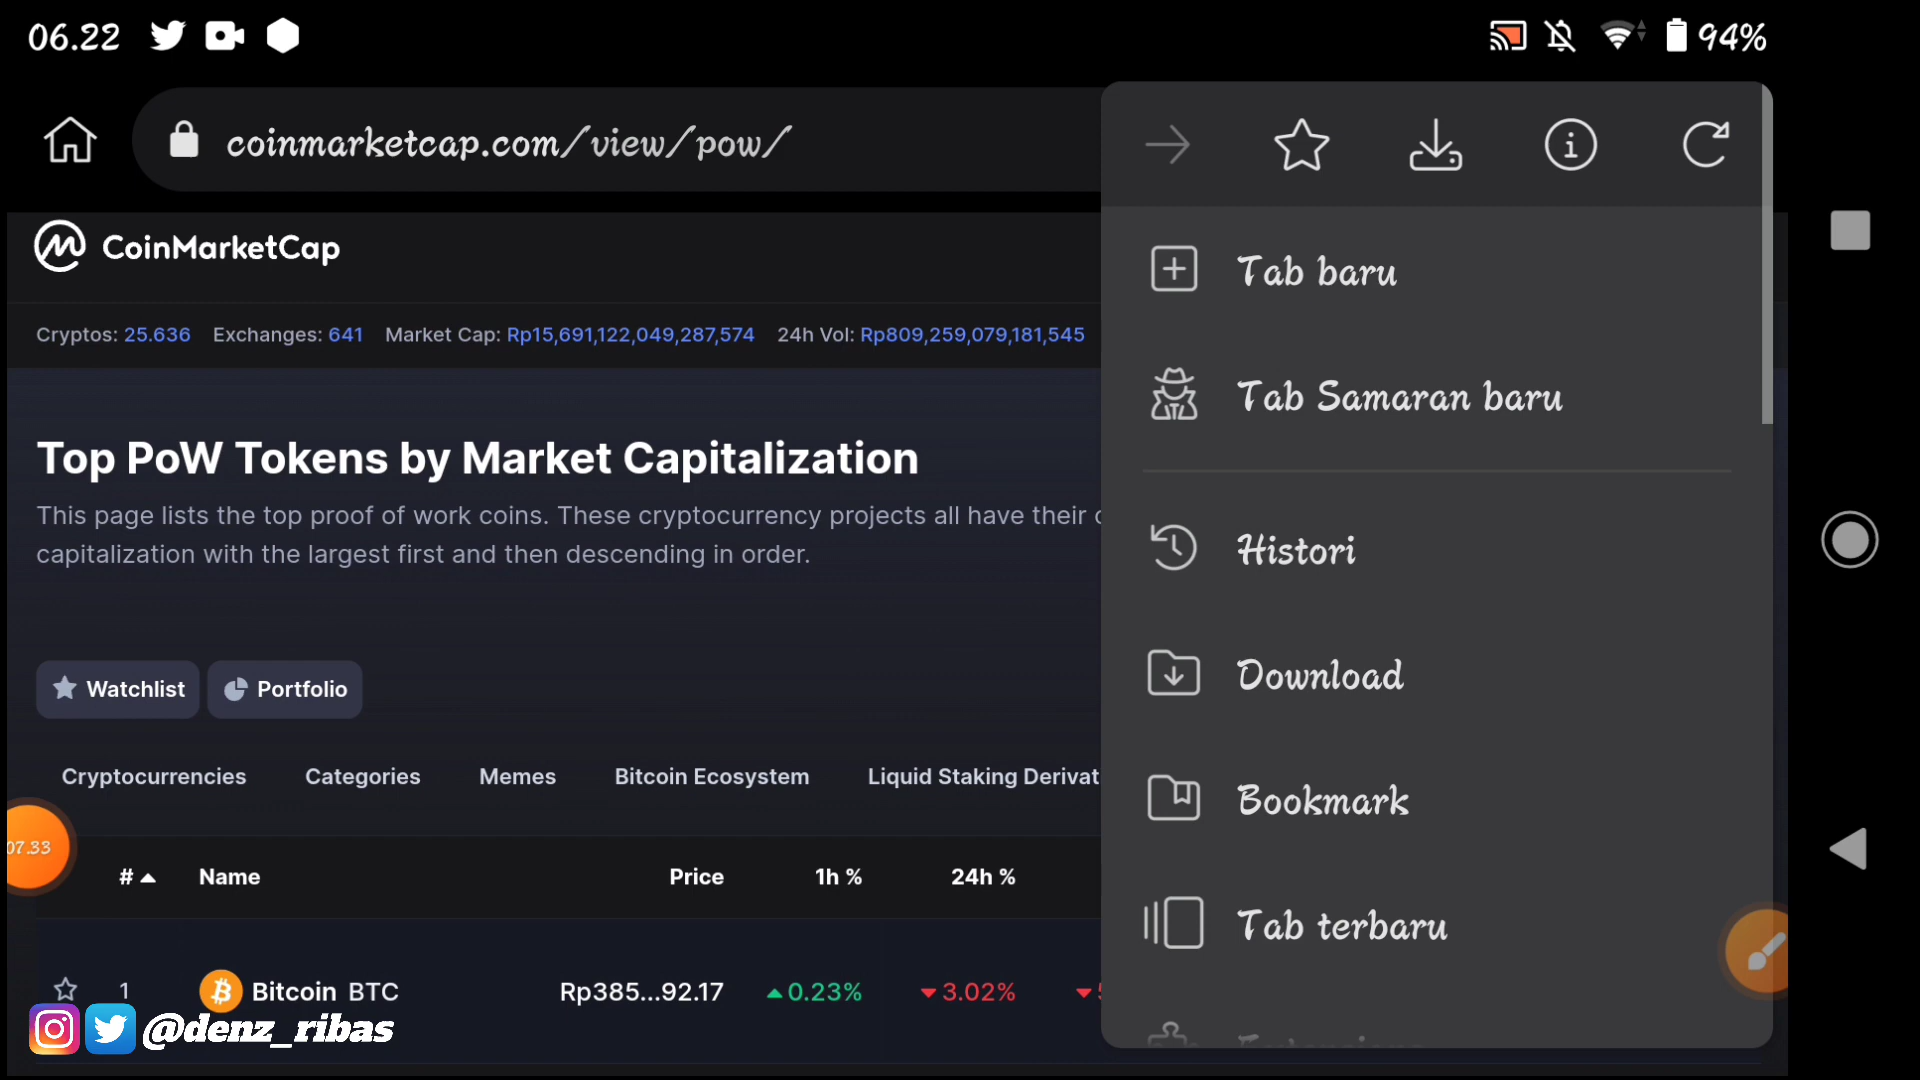 06.22
94%
coinmarketcap.com/view/pow/
CoinMarketCap
Cryptos: 25.636 Exchanges: 641 Market Cap: Rp15,691,122,049,287,574 24h Vol: Rp809,259,079,181,545
Top PoW Tokens by Market Capitalization
This page lists the top proof of work coins. These cryptocurrency projects all have their
capitalization with the largest first and then descending in order.
Watchlist Portfolio
Cryptocurrencies Categories Memes Bitcoin Ecosystem Liquid Staking Derivat
07.33
# Name Price 1h % 24h %
1 Bitcoin BTC Rp385...92.17 0.23% 3.02%
@denz_ribas
Tab baru
Tab Samaran baru
Histori
Download
Bookmark
Tab terbaru